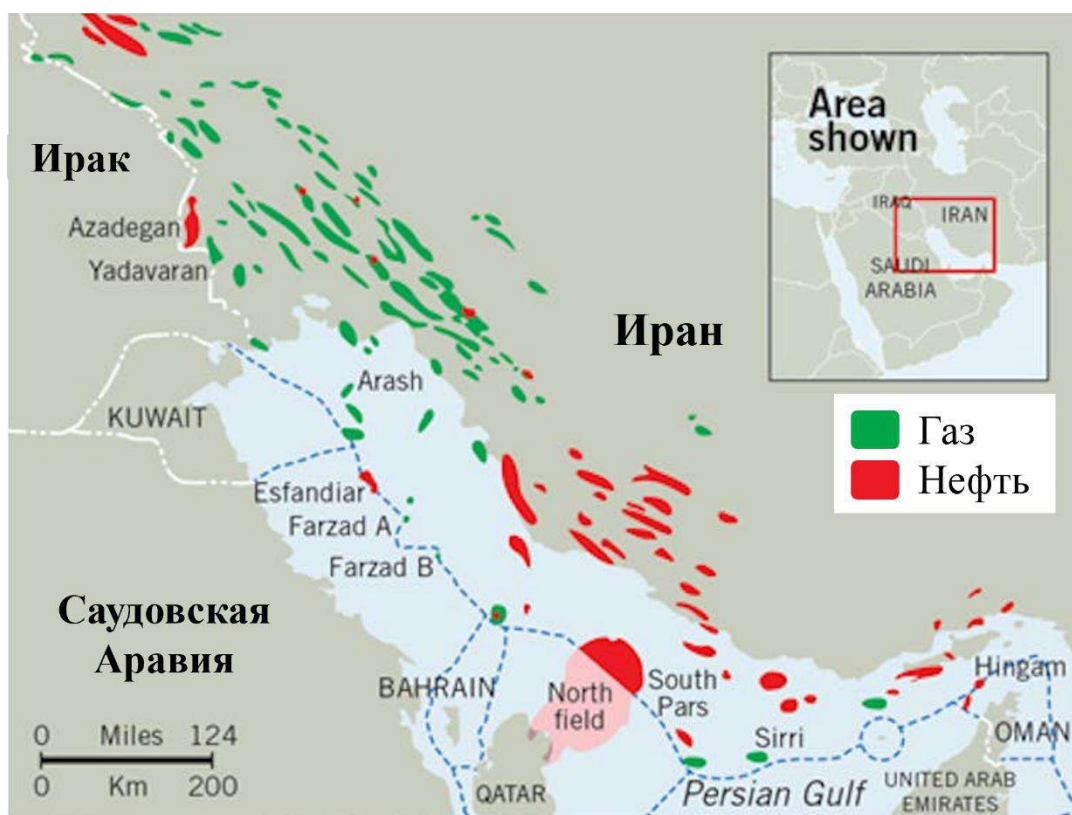 Ирак
Azadegan
Yadavaran
KUWAIT
Arash
Иран
Area
shown
IRAQ
IRAN
SAUDI
ARABIA
Газ
Нефть
Esfandiar
Farzad A
Farzad B
Саудовская
Аравия
BAHRAIN
North
field
South
Pars
Sirri
Hingam
OMAN
QATAR
Persian Gulf
UNITED ARAB
EMIRATES
0 Miles 124
0 Km 200